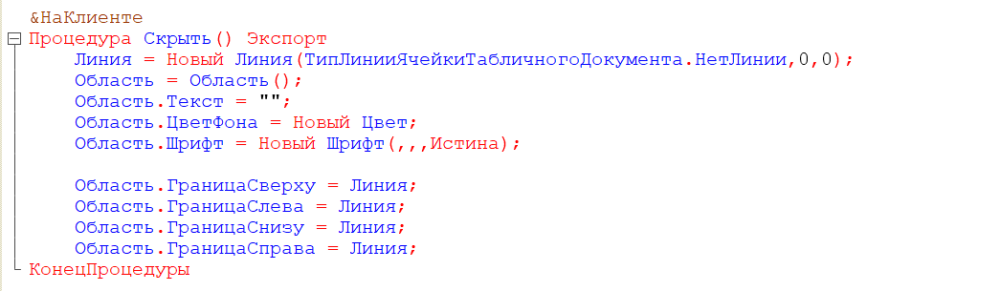 &НаКлиенте
Процедура Скрыть() Экспорт
Линия = Новый Линия(ТипЛинииЯчейкиТабличногоДокумента.НетЛинии,0,0);
Область = Область();
Область.Текст = "";
Область.ЦветФона = Новый Цвет;
Область.Шрифт = Новый Шрифт(,,,Истина);
Область.ГраницаСверху = Линия;
Область.ГраницаСлева = Линия;
Область.ГраницаСнизу = Линия;
Область.ГраницаСправа = Линия;
КонецПроцедуры